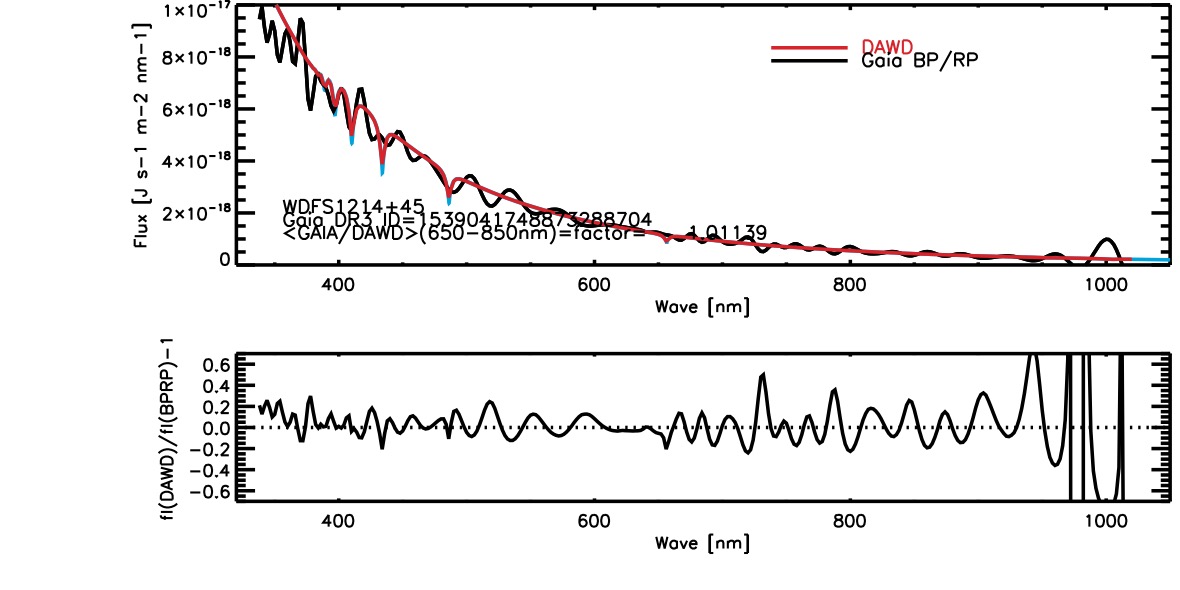 1×10⁻¹⁷
8×10⁻¹⁸
6×10⁻¹⁸
4×10⁻¹⁸
2×10⁻¹⁸
0
Flux [J s−1 m−2 nm−1]
DAWD
Gaia BP/RP
WDFS1214+45
Gaia DR3 ID=1539041748873288704
<GAIA/DAWD>(650-850nm)=factor= 1.01139
400 600 800 1000
Wave [nm]
0.6
0.4
0.2
0.0
−0.2
−0.4
−0.6
fl(DAWD)/fl(BPRP)−1
400 600 800 1000
Wave [nm]